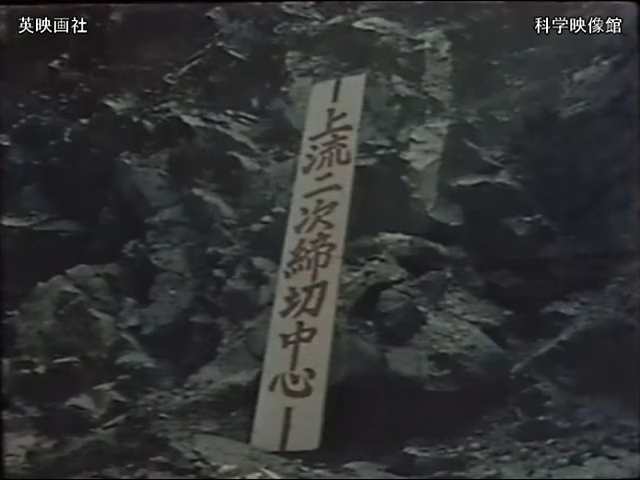 英映画社
科学映像館
上流二次締切中心